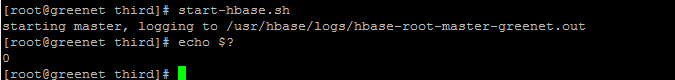 [root@greenet third]# start-hbase.sh
starting master, logging to /usr/hbase/logs/hbase-root-master-greenet.out
[root@greenet third]# echo $?
0
[root@greenet third]#